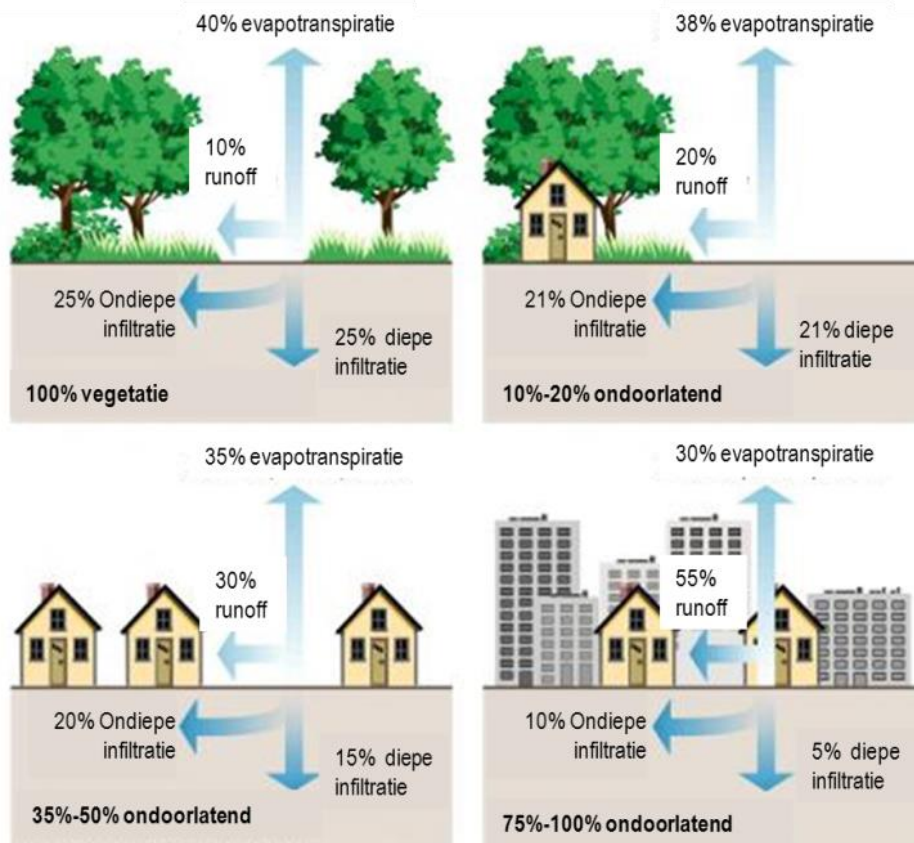 40% evapotranspiratie
10%
runoff
25% Ondiepe
infiltratie
25% diepe
infiltratie
100% vegetatie
38% evapotranspiratie
20%
runoff
21% Ondiepe
infiltratie
21% diepe
infiltratie
10%-20% ondoorlatend
35% evapotranspiratie
30%
runoff
20% Ondiepe
infiltratie
15% diepe
infiltratie
35%-50% ondoorlatend
30% evapotranspiratie
55%
runoff
10% Ondiepe
infiltratie
5% diepe
infiltratie
75%-100% ondoorlatend